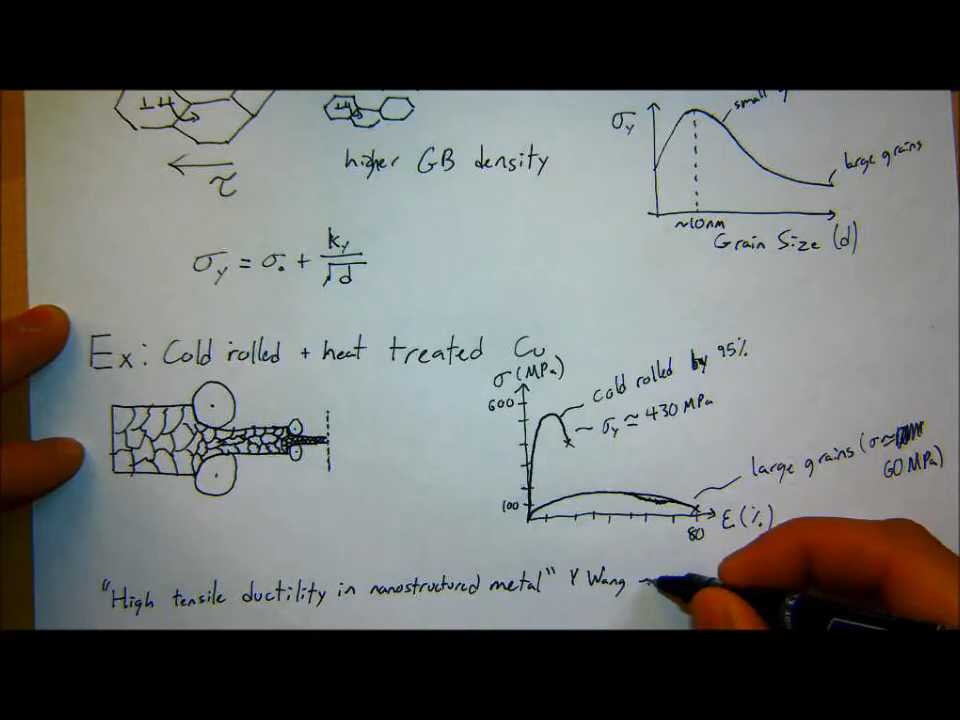 ⊥⊥
⊥⊥
small
σy
large grains
~10nm
Grain Size (d)
τ
higher GB density
σy = σ₀ + ky/√d
Ex: Cold rolled + heat treated Cu
σ (MPa)
600
cold rolled by 95%
~ σy ≃ 430 MPa
large grains (σ≃
60 MPa)
100
80
ε (%)
"High tensile ductility in nanostructured metal" Y Wang